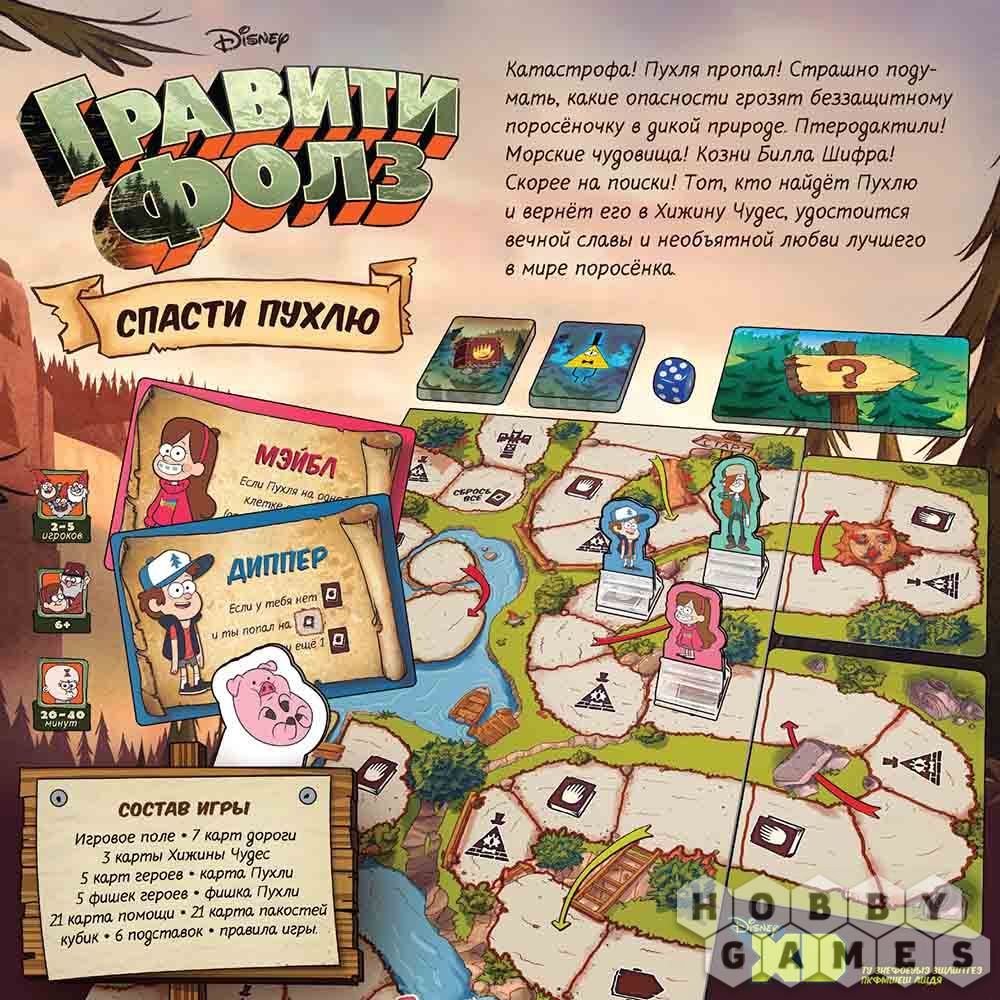 Disney
ГРАВИТИ
ФОЛЗ
СПАСТИ ПУХЛЮ
Катастрофа! Пухля пропал! Страшно поду-
мать, какие опасности грозят беззащитному
поросёночку в дикой природе. Птеродактили!
Морские чудовища! Козни Билла Шифра!
Скорее на поиски! Тот, кто найдёт Пухлю
и вернёт его в Хижину Чудес, удостоится
вечной славы и необъятной любви лучшего
в мире поросёнка.
?
МЭЙБЛ
Если Пухля на одно
клетке
СБРОСЬ
ВСЕ
ДИППЕР
Если у тебя нет
и ты попал на
ещё 1
2-5
игроков
6+
20-40
минут
СОСТАВ ИГРЫ
Игровое поле • 7 карт дороги
3 карты Хижины Чудес
5 карт героев • карта Пухли
5 фишек героев • фишка Пухли
21 карта помощи • 21 карта пакостей
кубик • 6 подставок • правила игры.
HOBBY
GAMES
Disney